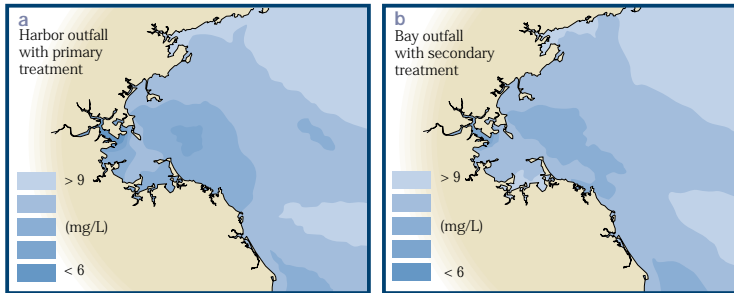 a
Harbor outfall
with primary
treatment
> 9
(mg/L)
< 6
b
Bay outfall
with secondary
treatment
> 9
(mg/L)
< 6